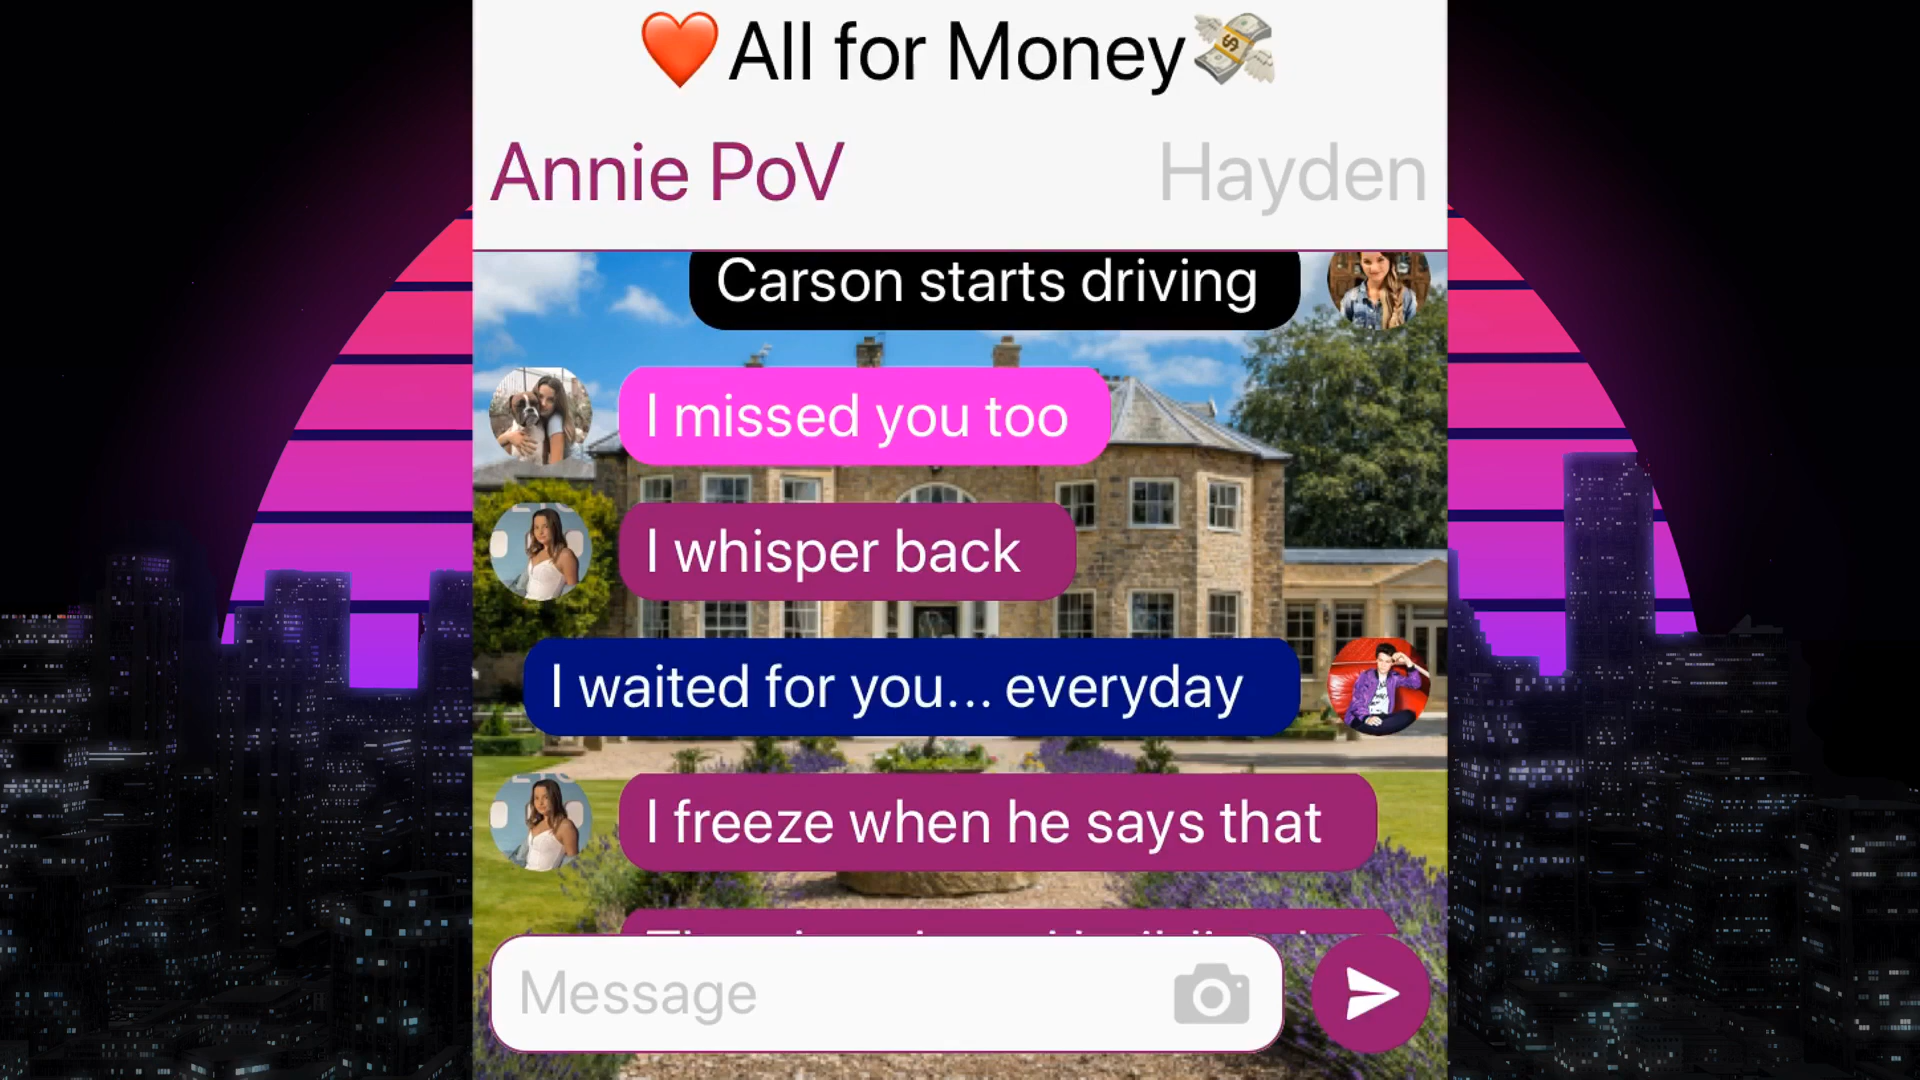 ❤️All for Money💸
Annie PoV
Hayden
Carson starts driving
I missed you too
I whisper back
I waited for you... everyday
I freeze when he says that
Message